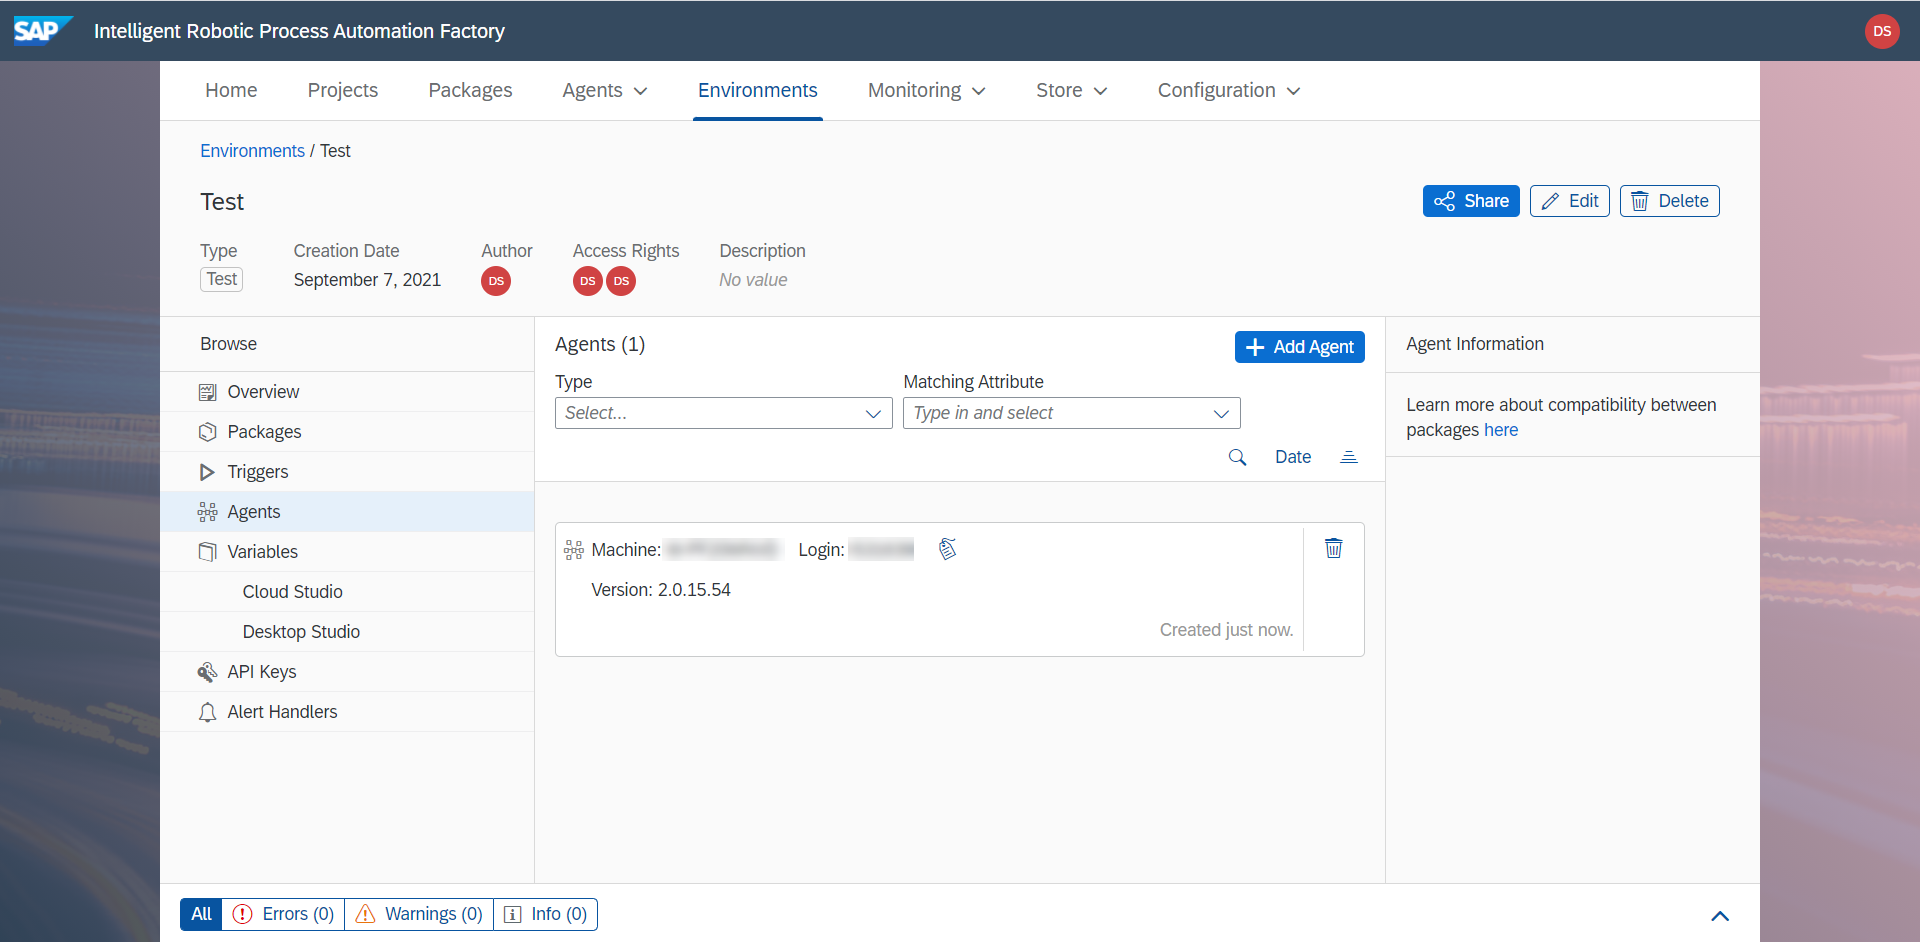 SAP Intelligent Robotic Process Automation Factory DS
Home Projects Packages Agents Environments Monitoring Store Configuration
Environments / Test
Test
Share Edit Delete
Type Creation Date Author Access Rights Description
Test September 7, 2021 DS DS DS No value
Browse
Overview
Packages
Triggers
Agents
Variables
Cloud Studio
Desktop Studio
API Keys
Alert Handlers
Agents (1)
Add Agent
Type Matching Attribute
Select... Type in and select
Date
Machine: Login:
Version: 2.0.15.54
Created just now.
Agent Information
Learn more about compatibility between
packages here
All Errors (0) Warnings (0) Info (0)